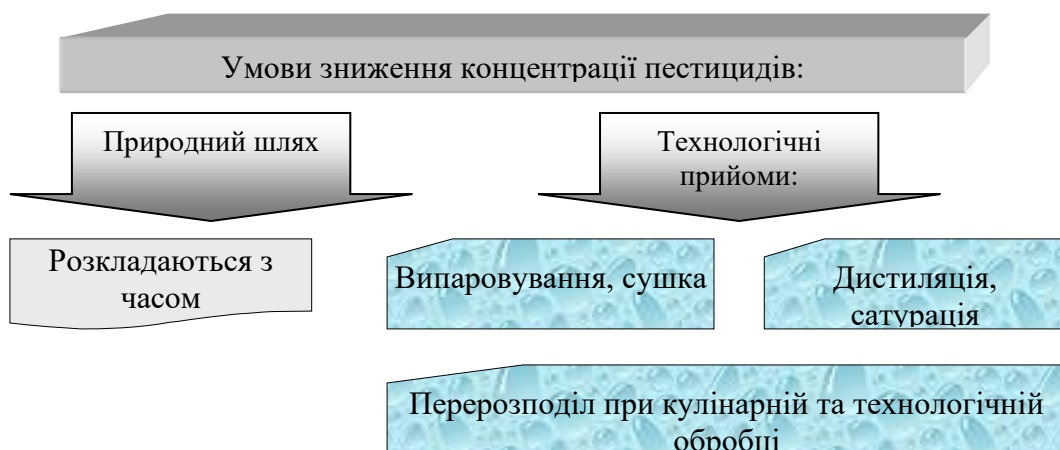 Умови зниження концентрації пестицидів:
Природний шлях
Технологічні
прийоми:
Розкладаються з
часом
Випаровування, сушка
Дистиляція,
сатурація
Перерозподіл при кулінарній та технологічній
обробці